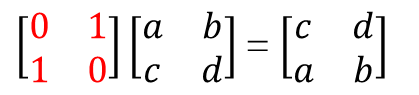 [0 1] [a b] = [c d]
[1 0] [c d] [a b]